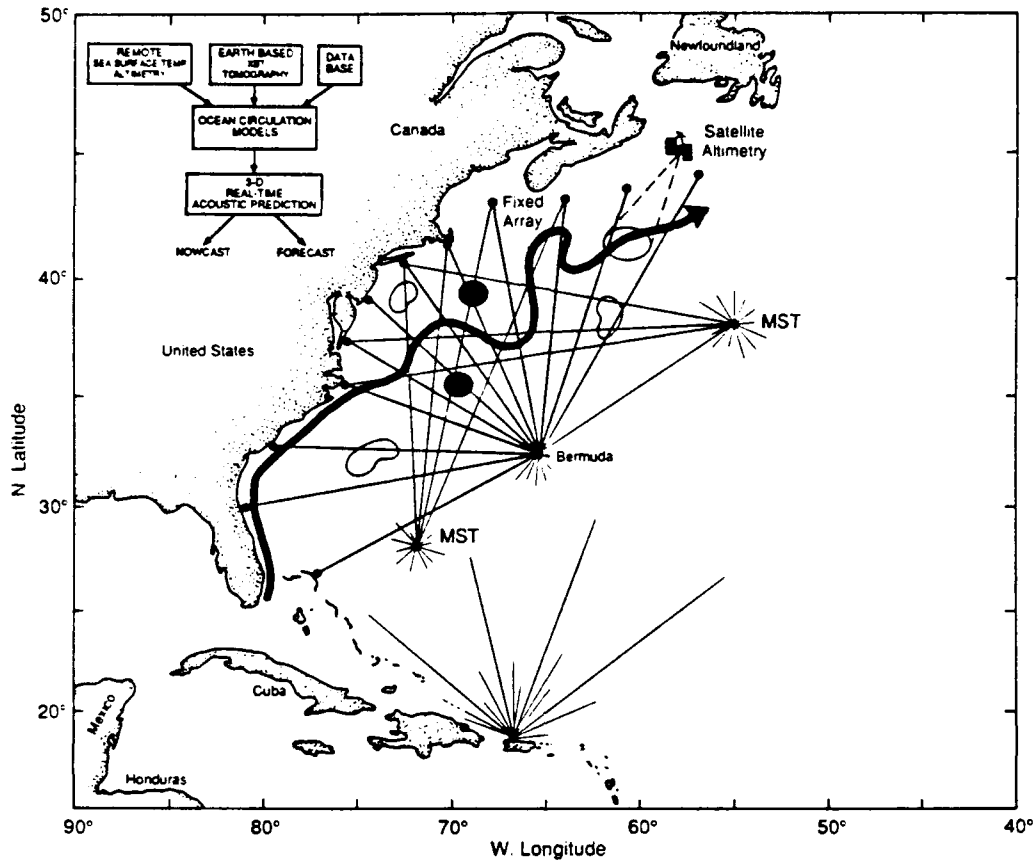 50°
40°
30°
20°
90°
80°
70°
60°
50°
40°
N Latitude
W. Longitude
REMOTE
SEA SURFACE TEMP
ALTIMETRY
EARTH BASED
XBT
TOMOGRAPHY
DATA
BASE
OCEAN CIRCULATION
MODELS
3-D
REAL-TIME
ACOUSTIC PREDICTION
NOWCAST
FORECAST
Newfoundland
Canada
Satellite
Altimetry
Fixed
Array
United States
MST
Bermuda
MST
Cuba
Mexico
Honduras